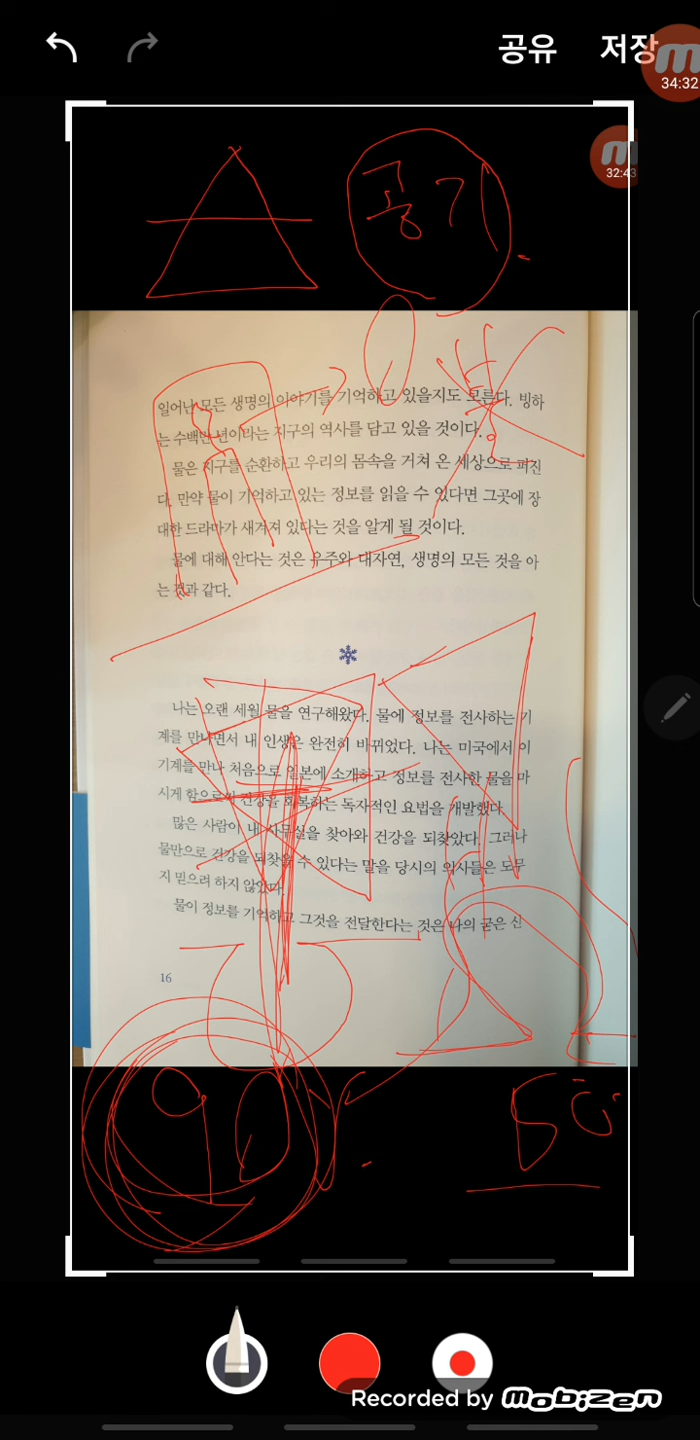 공유 저장
34:32
32:43
공기
일어난 모든 생명의 이야기를 기억하고 있을지도 모른다. 빙하
는 수백만 년이라는 지구의 역사를 담고 있을 것이다.
물은 지구를 순환하고 우리의 몸속을 거쳐 온 세상으로 퍼진
다. 만약 물이 기억하고 있는 정보를 읽을 수 있다면 그곳에 장
대한 드라마가 새겨져 있다는 것을 알게 될 것이다.
물에 대해 안다는 것은 우주와 대자연, 생명의 모든 것을 아
는 것과 같다.
나는 오랜 세월 물을 연구해왔다. 물에 정보를 전사하는 기
계를 만나면서 내 인생은 완전히 바뀌었다. 나는 미국에서 이
기계를 만나 처음으로 일본에 소개하고 정보를 전사한 물을 마
시게 함으로써 건강을 회복하는 독자적인 요법을 개발했다.
많은 사람이 내 사무실을 찾아와 건강을 되찾았다. 그러나
물만으로 건강을 되찾을 수 있다는 말을 당시의 의사들은 도무
지 믿으려 하지 않았다.
물이 정보를 기억하고 그것을 전달한다는 것은 나의 굳은 신
16
90
50
Recorded by mobizen